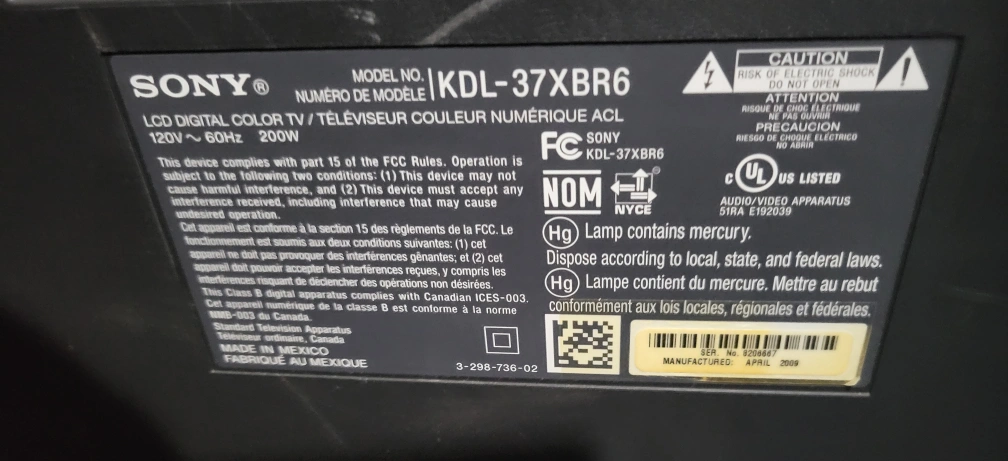 SONY®
MODEL NO.
NUMÉRO DE MODÈLE
KDL-37XBR6
LCD DIGITAL COLOR TV / TÉLÉVISEUR COULEUR NUMÉRIQUE ACL
120V ~ 60Hz 200W
This device complies with part 15 of the FCC Rules. Operation is
subject to the following two conditions: (1) This device may not
cause harmful interference, and (2) This device must accept any
interference received, including interference that may cause
undesired operation.
Cet appareil est conforme à la section 15 des règlements de la FCC. Le
fonctionnement est soumis aux deux conditions suivantes: (1) cet
appareil ne doit pas provoquer des interférences gênantes; et (2) cet
appareil doit pouvoir accepter les interférences reçues, y compris les
interférences risquant de déclencher des opérations non désirées.
This Class B digital apparatus complies with Canadian ICES-003.
Cet appareil numérique de la classe B est conforme à la norme
NMB-003 du Canada.
Standard Television Apparatus
Téléviseur ordinaire, Canada
MADE IN MEXICO
FABRIQUÉ AU MEXIQUE
3-298-736-02
FC SONY
KDL-37XBR6
NOM
NYCE
CAUTION
RISK OF ELECTRIC SHOCK
DO NOT OPEN
ATTENTION
RISQUE DE CHOC ÉLECTRIQUE
NE PAS OUVRIR
PRECAUCION
RIESGO DE CHOQUE ELECTRICO
NO ABRIR
C UL US LISTED
AUDIO/VIDEO APPARATUS
51RA E192039
Hg Lamp contains mercury.
Dispose according to local, state, and federal laws.
Hg Lampe contient du mercure. Mettre au rebut
conformément aux lois locales, régionales et fédérales.
SER. No. 9206667
MANUFACTURED: APRIL 2009